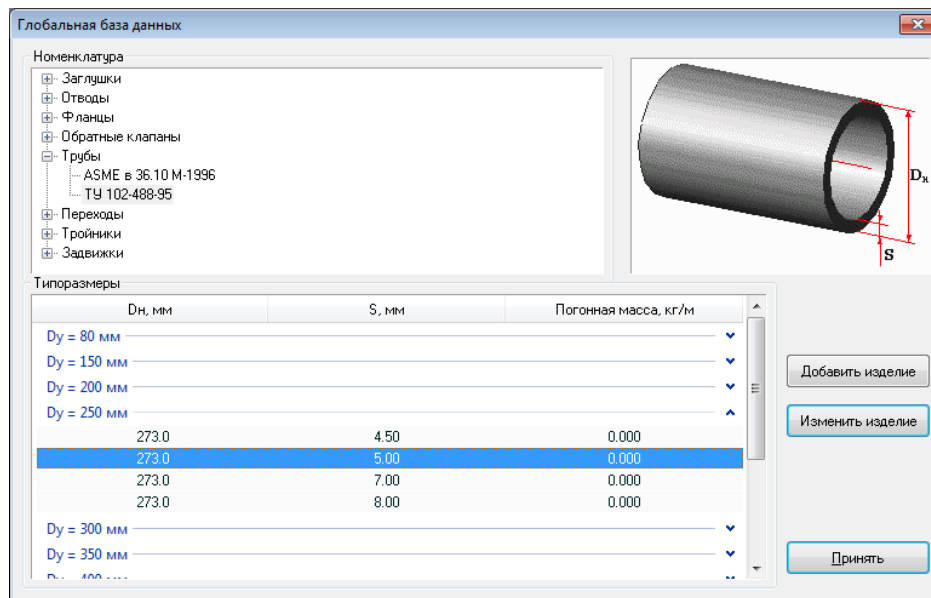 Глобальная база данных
Номенклатура
Заглушки
Отводы
Фланцы
Обратные клапаны
Трубы
ASME в 36.10 М-1996
ТУ 102-488-95
Переходы
Тройники
Задвижки
Dн
S
Типоразмеры
Dн, мм S, мм Погонная масса, кг/м
Dy = 80 мм
Dy = 150 мм
Dy = 200 мм
Dy = 250 мм
273.0 4.50 0.000
273.0 5.00 0.000
273.0 7.00 0.000
273.0 8.00 0.000
Dy = 300 мм
Dy = 350 мм
Dy = 400 мм
Добавить изделие
Изменить изделие
Принять